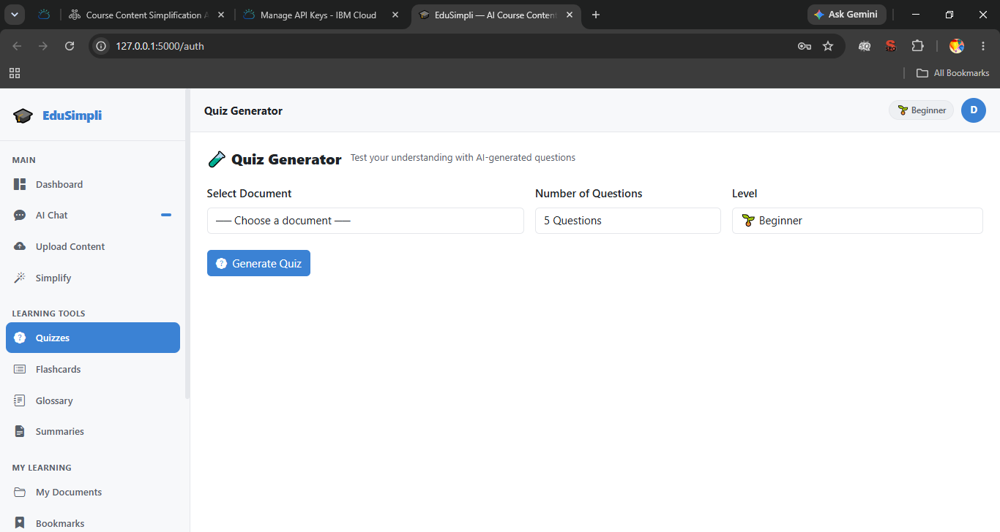 Course Content Simplification A
Manage API Keys - IBM Cloud
EduSimpli — AI Course Content
Ask Gemini
127.0.0.1:5000/auth
SEO
All Bookmarks
EduSimpli
Quiz Generator
Beginner
D
MAIN
Dashboard
AI Chat
Upload Content
Simplify
LEARNING TOOLS
Quizzes
Flashcards
Glossary
Summaries
MY LEARNING
My Documents
Bookmarks
Quiz Generator
Test your understanding with AI-generated questions
Select Document
Number of Questions
Level
── Choose a document ──
5 Questions
Beginner
? Generate Quiz